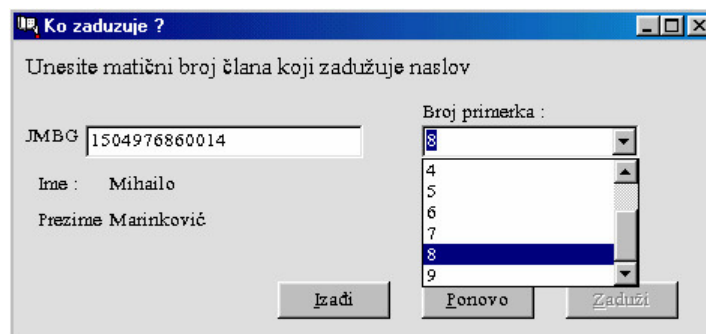 Ko zaduzuje ?
Unesite matični broj člana koji zadužuje naslov
Broj primerka :
JMBG 1504976860014
8
Ime : Mihailo
Prezime Marinković
4
5
6
7
8
9
Izađi
Ponovo
Zaduži